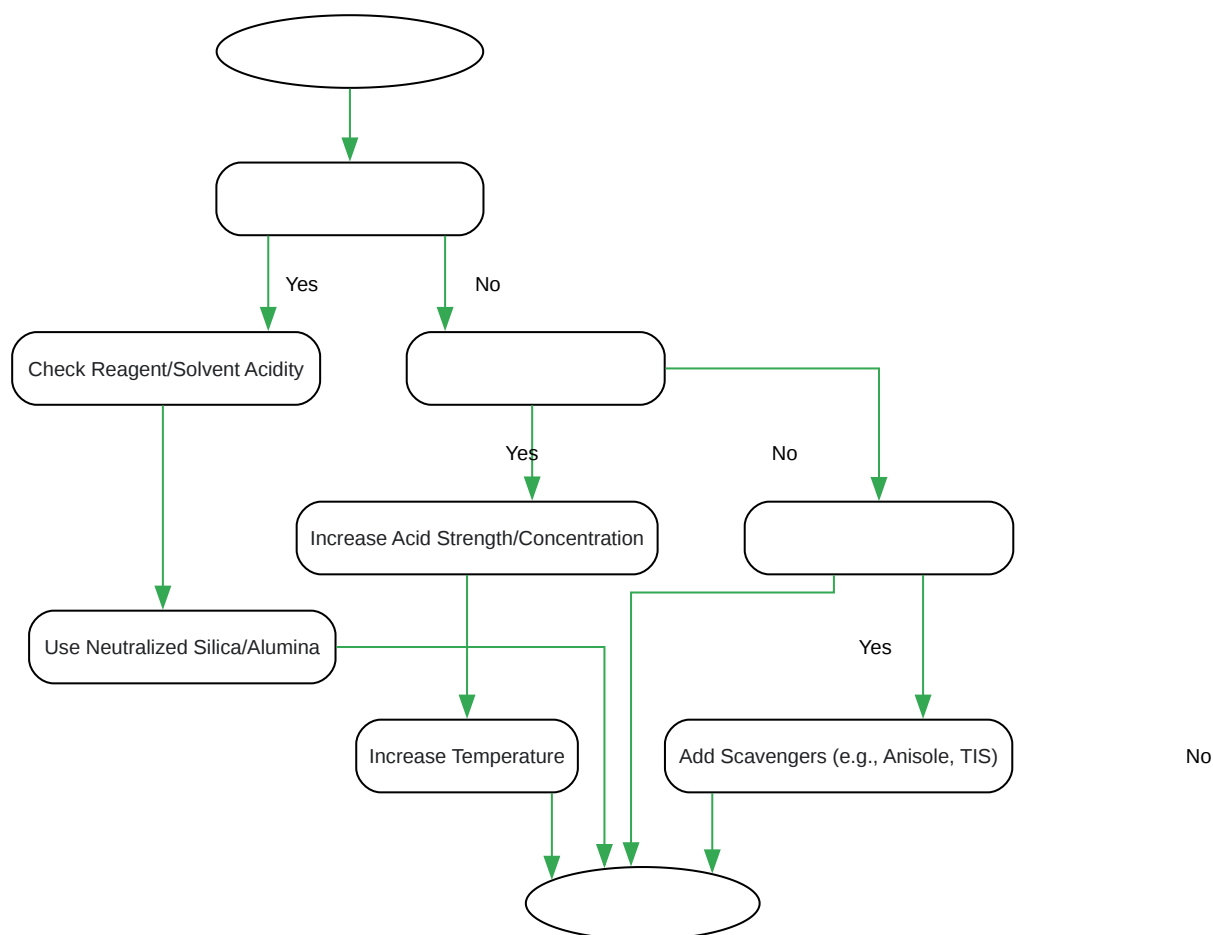 Yes
No
Check Reagent/Solvent Acidity
Yes
No
Increase Acid Strength/Concentration
Use Neutralized Silica/Alumina
Yes
Increase Temperature
Add Scavengers (e.g., Anisole, TIS)
No